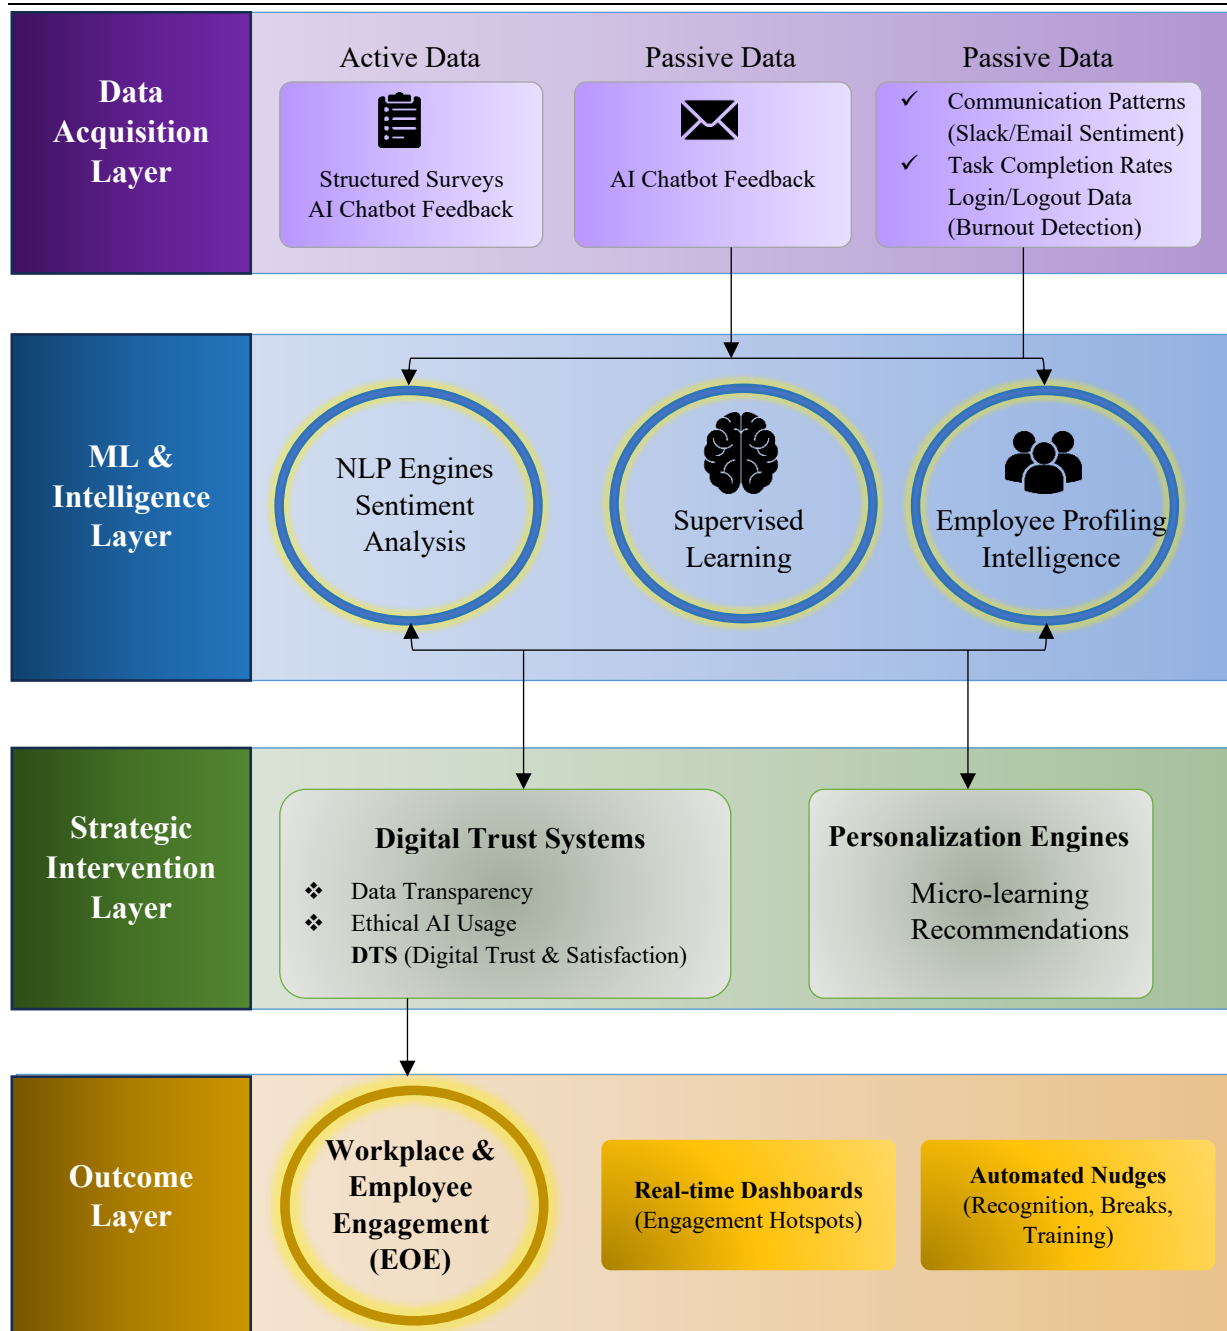 Data
Acquisition
Layer
Active Data
Structured Surveys
AI Chatbot Feedback
Passive Data
AI Chatbot Feedback
Passive Data
✓ Communication Patterns
(Slack/Email Sentiment)
✓ Task Completion Rates
Login/Logout Data
(Burnout Detection)
ML &
Intelligence
Layer
NLP Engines
Sentiment
Analysis
Supervised
Learning
Employee Profiling
Intelligence
Strategic
Intervention
Layer
Digital Trust Systems
❖ Data Transparency
❖ Ethical AI Usage
DTS (Digital Trust & Satisfaction)
Personalization Engines
Micro-learning
Recommendations
Outcome
Layer
Workplace &
Employee
Engagement
(EOE)
Real-time Dashboards
(Engagement Hotspots)
Automated Nudges
(Recognition, Breaks,
Training)